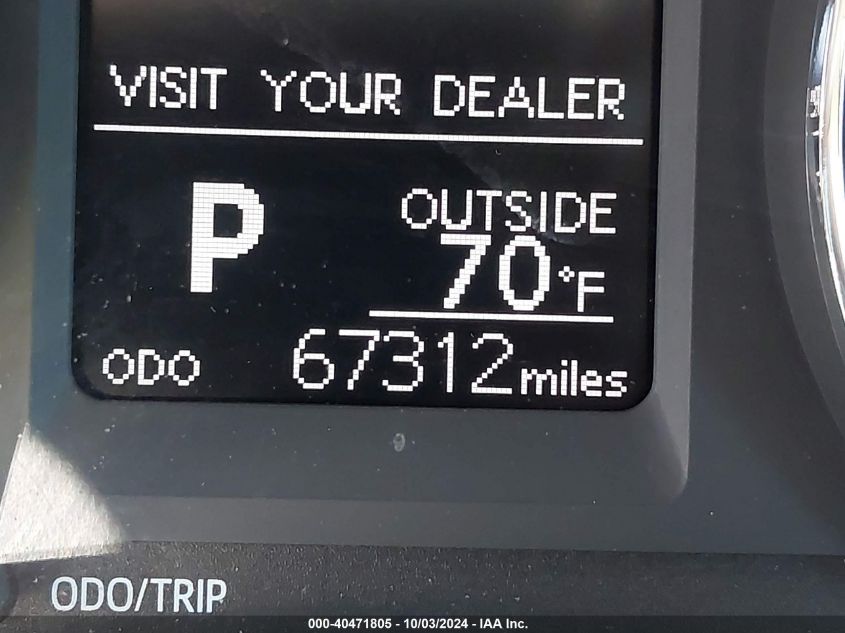 VISIT YOUR DEALER
P
OUTSIDE
70°F
ODO 67312 miles
ODO/TRIP
000-40471805 - 10/03/2024 - IAA Inc.